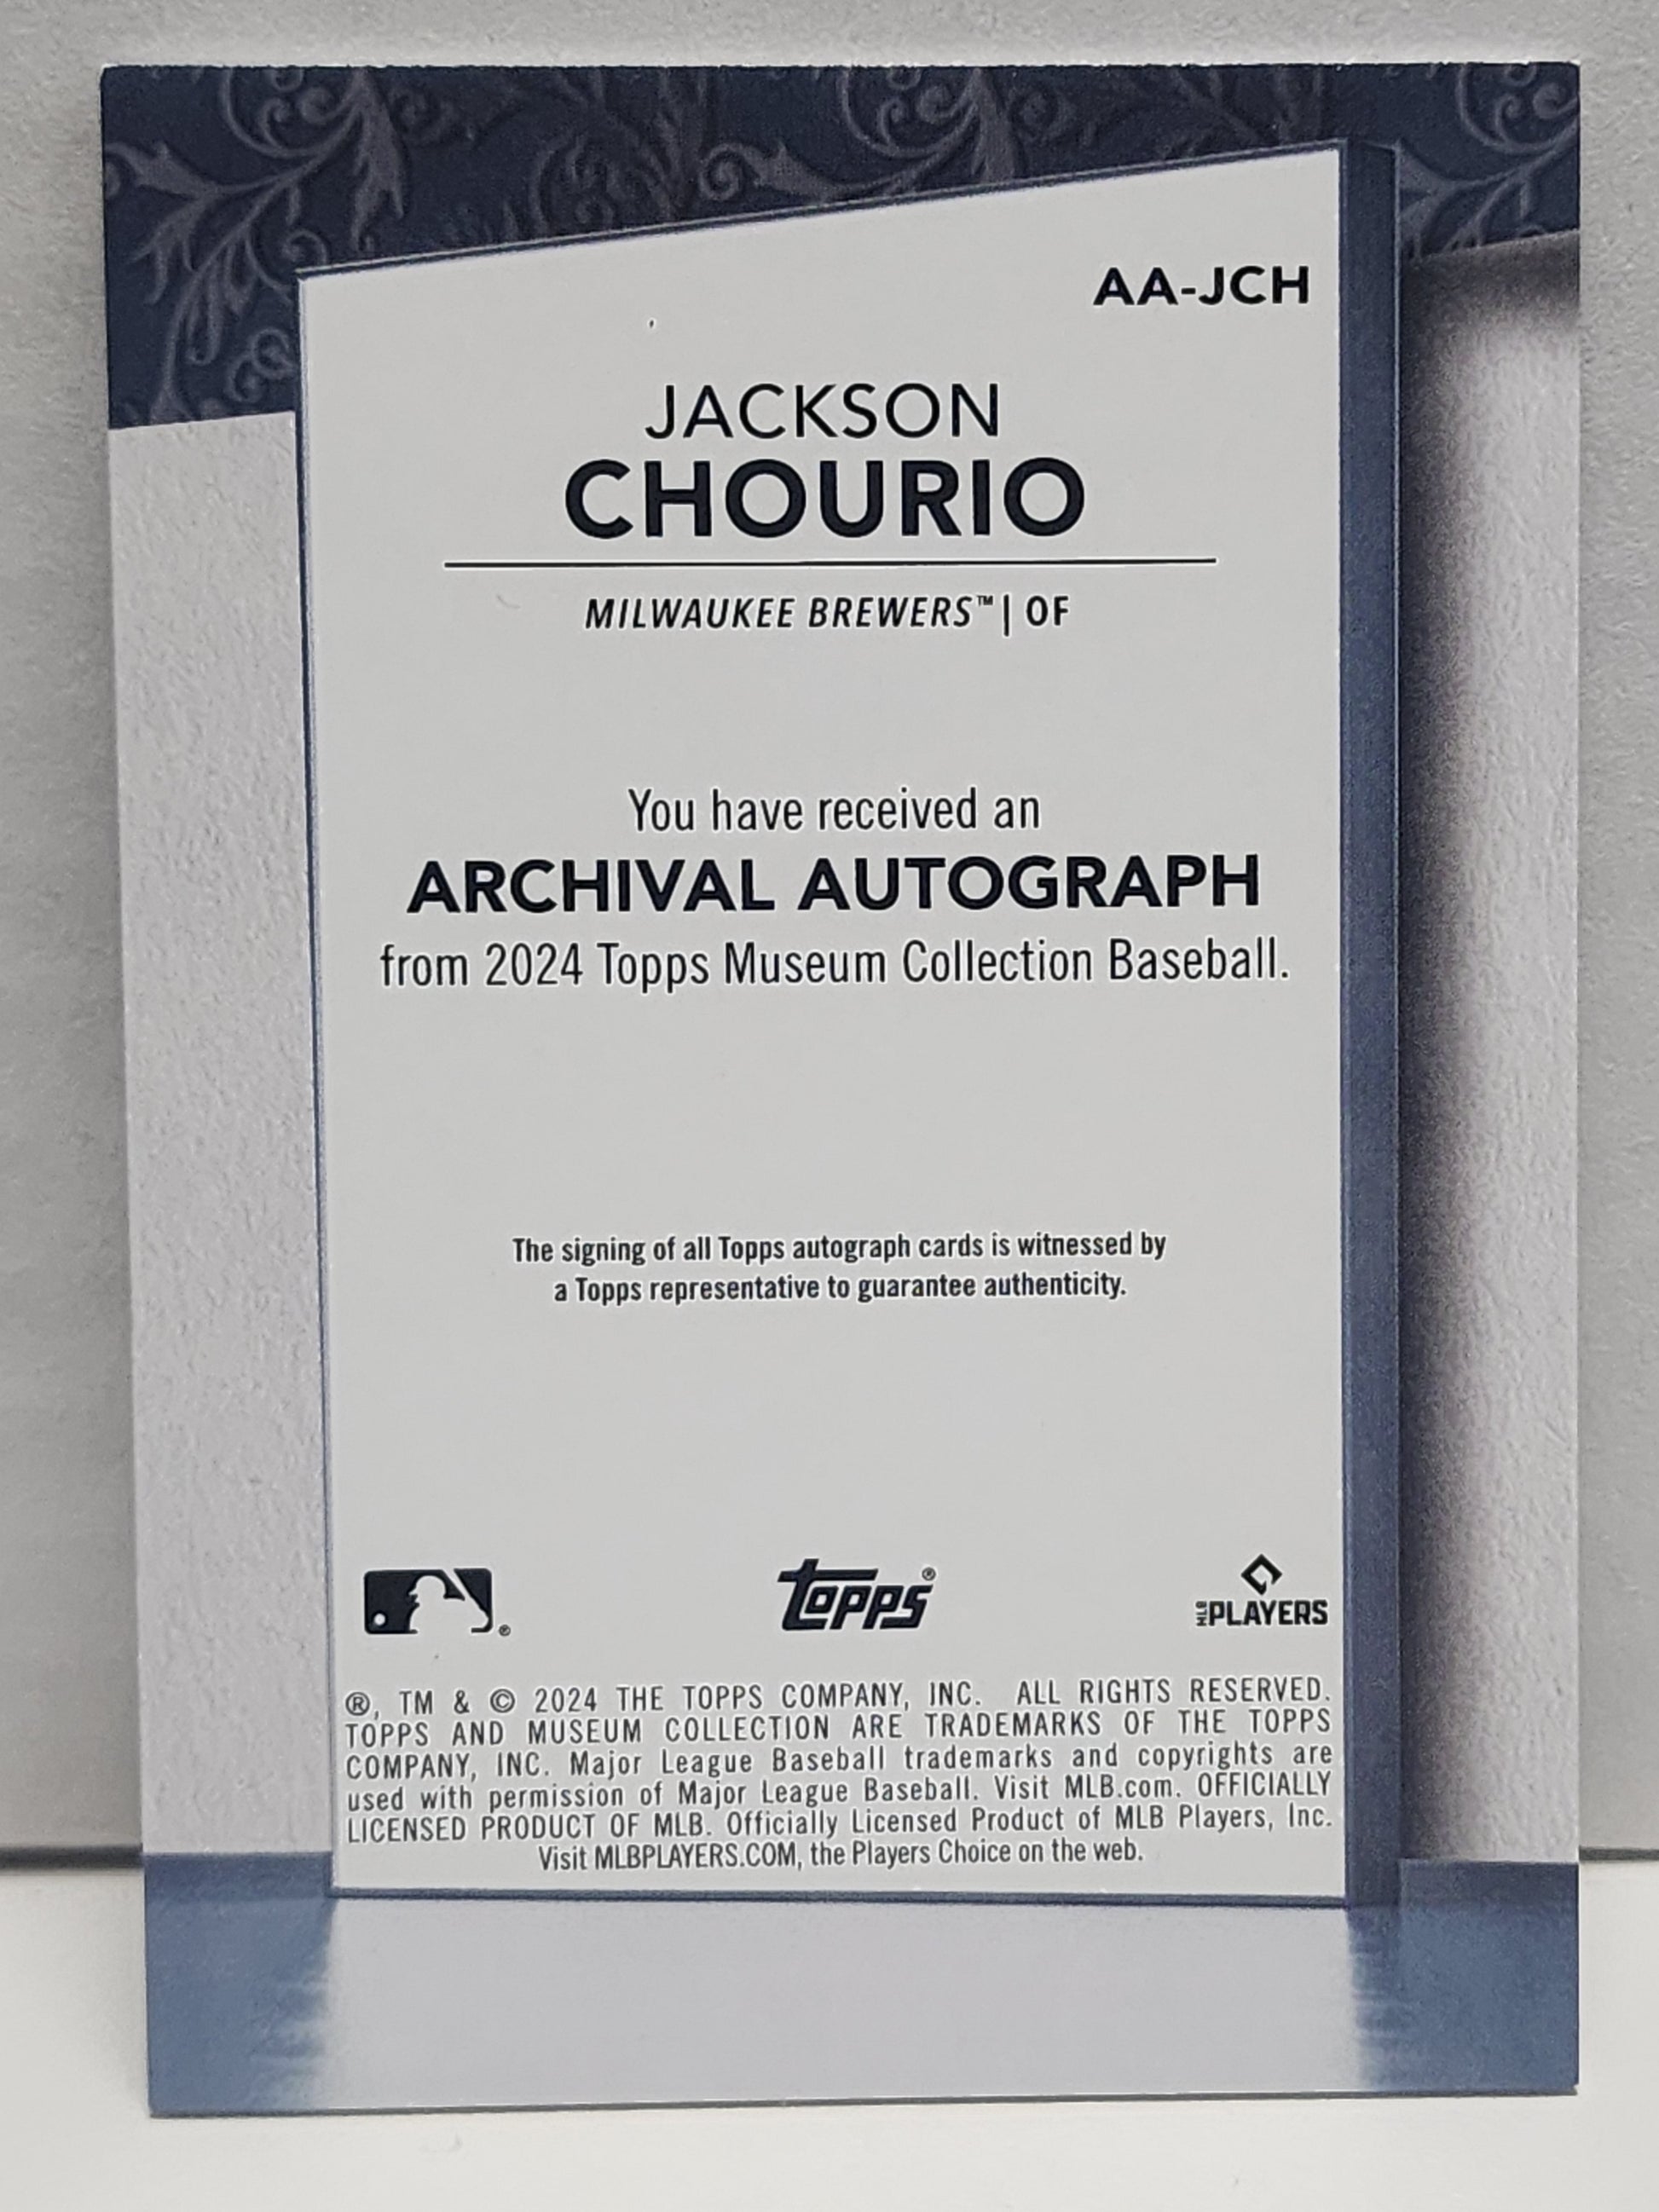 AA-JCH
JACKSON
CHOURIO
MILWAUKEE BREWERS™ | OF
You have received an
ARCHIVAL AUTOGRAPH
from 2024 Topps Museum Collection Baseball.
The signing of all Topps autograph cards is witnessed by
a Topps representative to guarantee authenticity.
® topps® MLB PLAYERS
®, TM & © 2024 THE TOPPS COMPANY, INC. ALL RIGHTS RESERVED.
TOPPS AND MUSEUM COLLECTION ARE TRADEMARKS OF THE TOPPS
COMPANY, INC. Major League Baseball trademarks and copyrights are
used with permission of Major League Baseball. Visit MLB.com. OFFICIALLY
LICENSED PRODUCT OF MLB. Officially Licensed Product of MLB Players, Inc.
Visit MLBPLAYERS.COM, the Players Choice on the web.